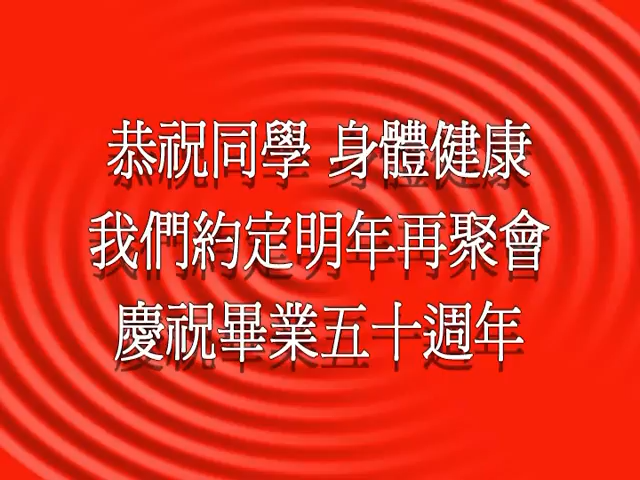 恭祝同學 身體健康
我們約定明年再聚會
慶祝畢業五十週年